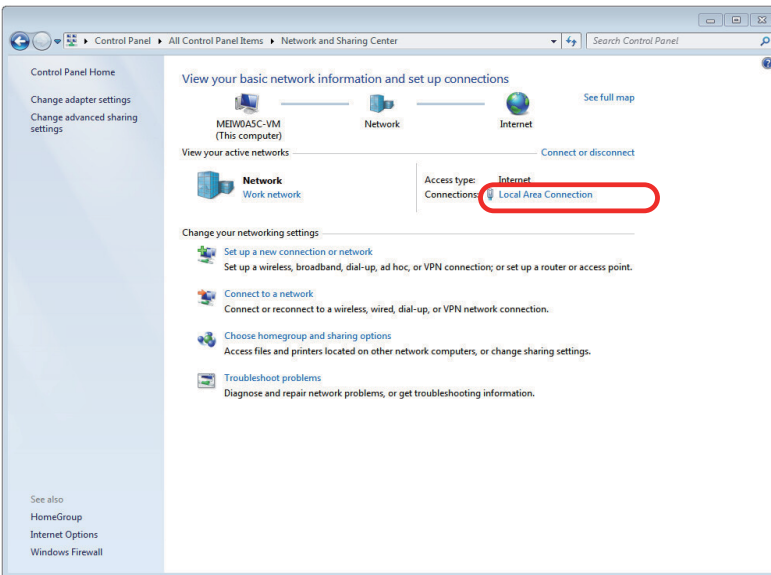 Control Panel All Control Panel Items Network and Sharing Center
Search Control Panel
Control Panel Home
Change adapter settings
Change advanced sharing
settings
View your basic network information and set up connections
See full map
MEIW0A5C-VM
(This computer)
Network
Internet
View your active networks
Connect or disconnect
Network
Work network
Access type: Internet
Connections: Local Area Connection
Change your networking settings
Set up a new connection or network
Set up a wireless, broadband, dial-up, ad hoc, or VPN connection; or set up a router or access point.
Connect to a network
Connect or reconnect to a wireless, wired, dial-up, or VPN network connection.
Choose homegroup and sharing options
Access files and printers located on other network computers, or change sharing settings.
Troubleshoot problems
Diagnose and repair network problems, or get troubleshooting information.
See also
HomeGroup
Internet Options
Windows Firewall